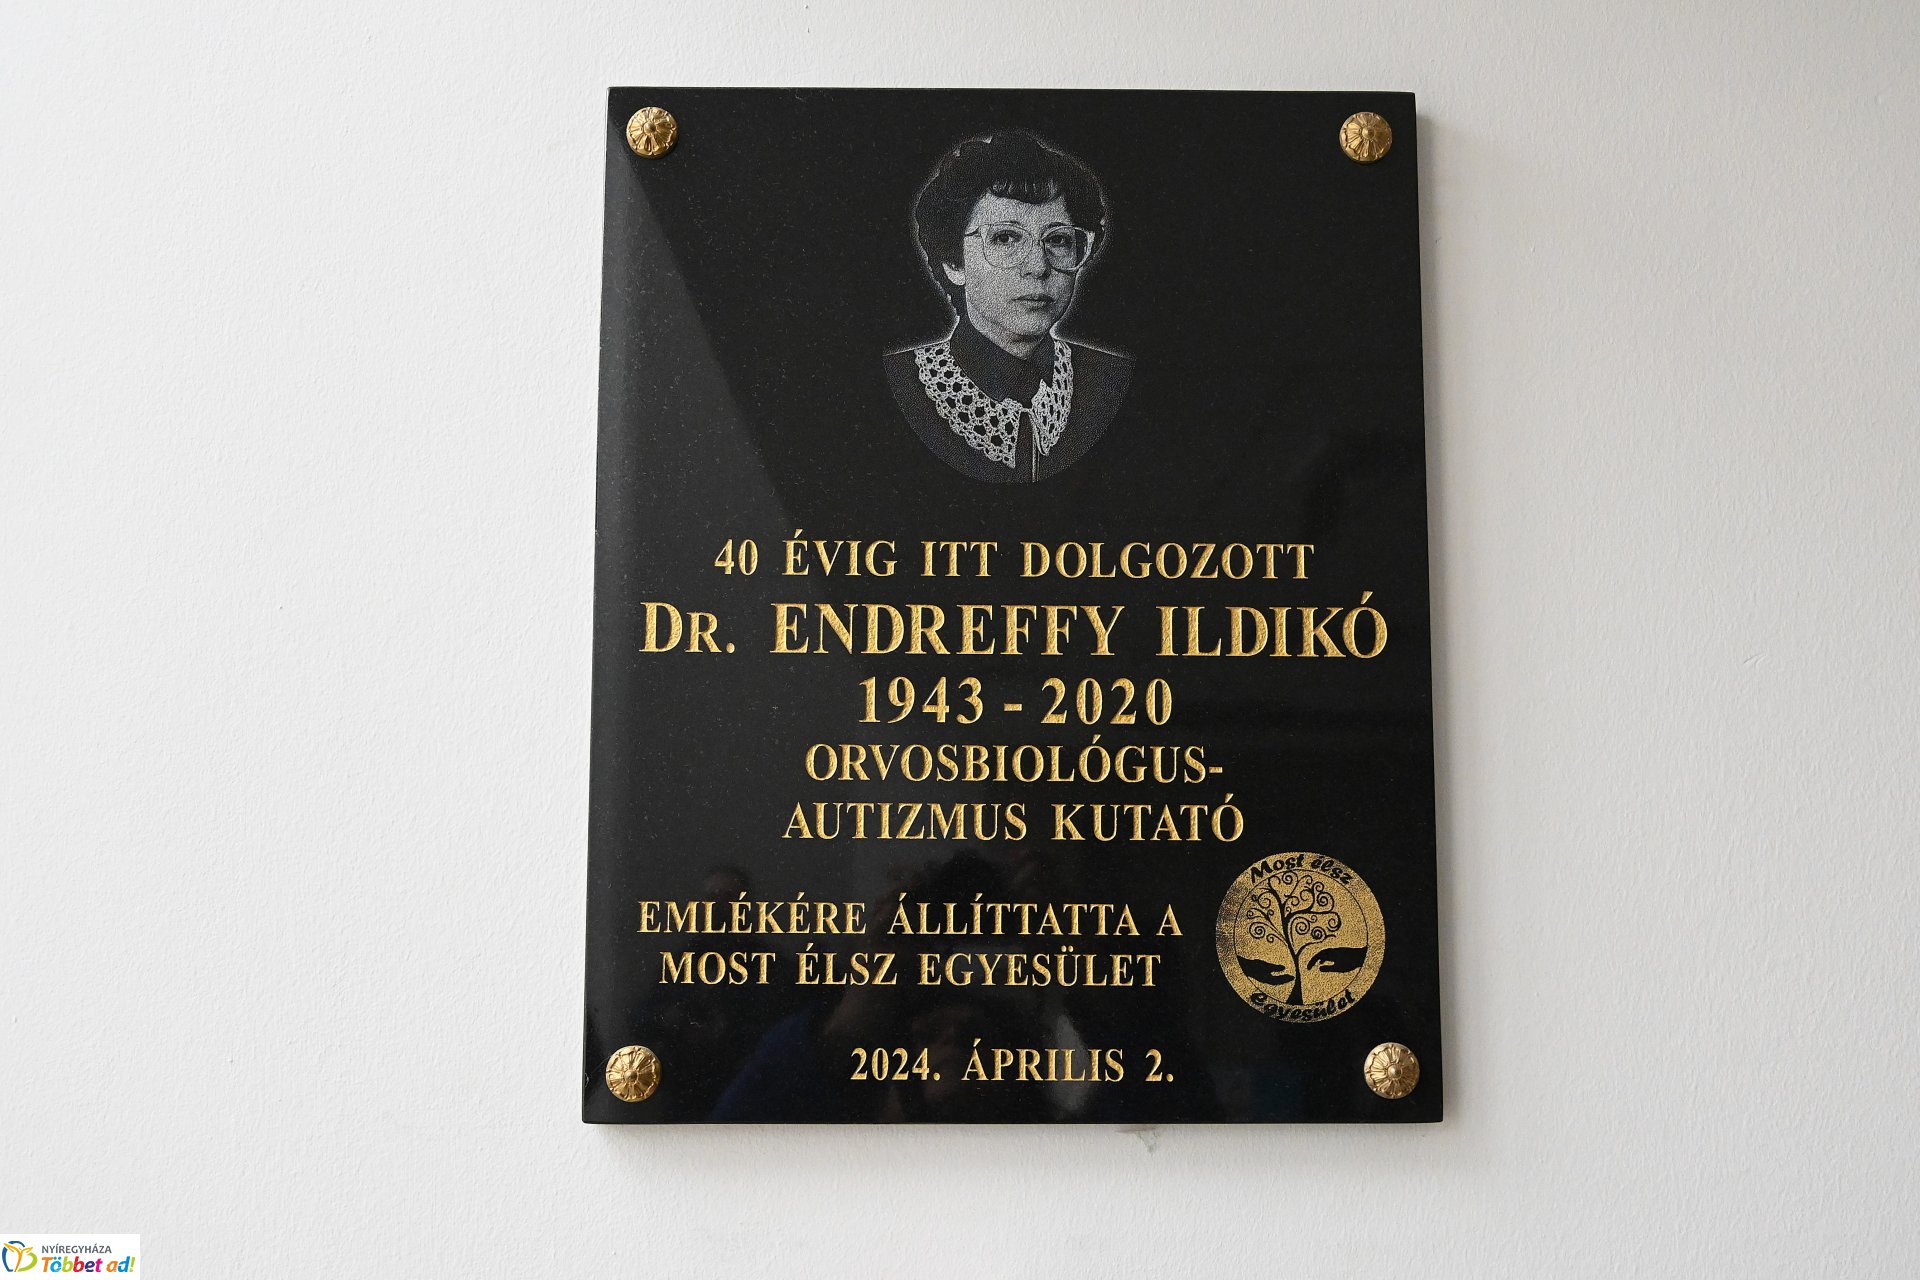 40 ÉVIG ITT DOLGOZOTT
DR. ENDREFFY ILDIKÓ
1943 - 2020
ORVOSBIOLÓGUS-
AUTIZMUS KUTATÓ
EMLÉKÉRE ÁLLÍTTATTA A
MOST ÉLSZ EGYESÜLET
Most élsz
Egyesület
2024. ÁPRILIS 2.
NYÍREGYHÁZA
Többet ad!